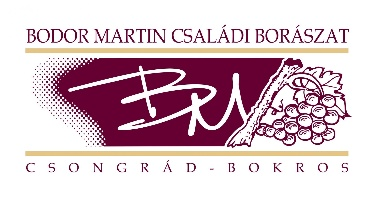 BODOR MARTIN CSALÁDI BORÁSZAT
BM
CSONGRÁD-BOKROS